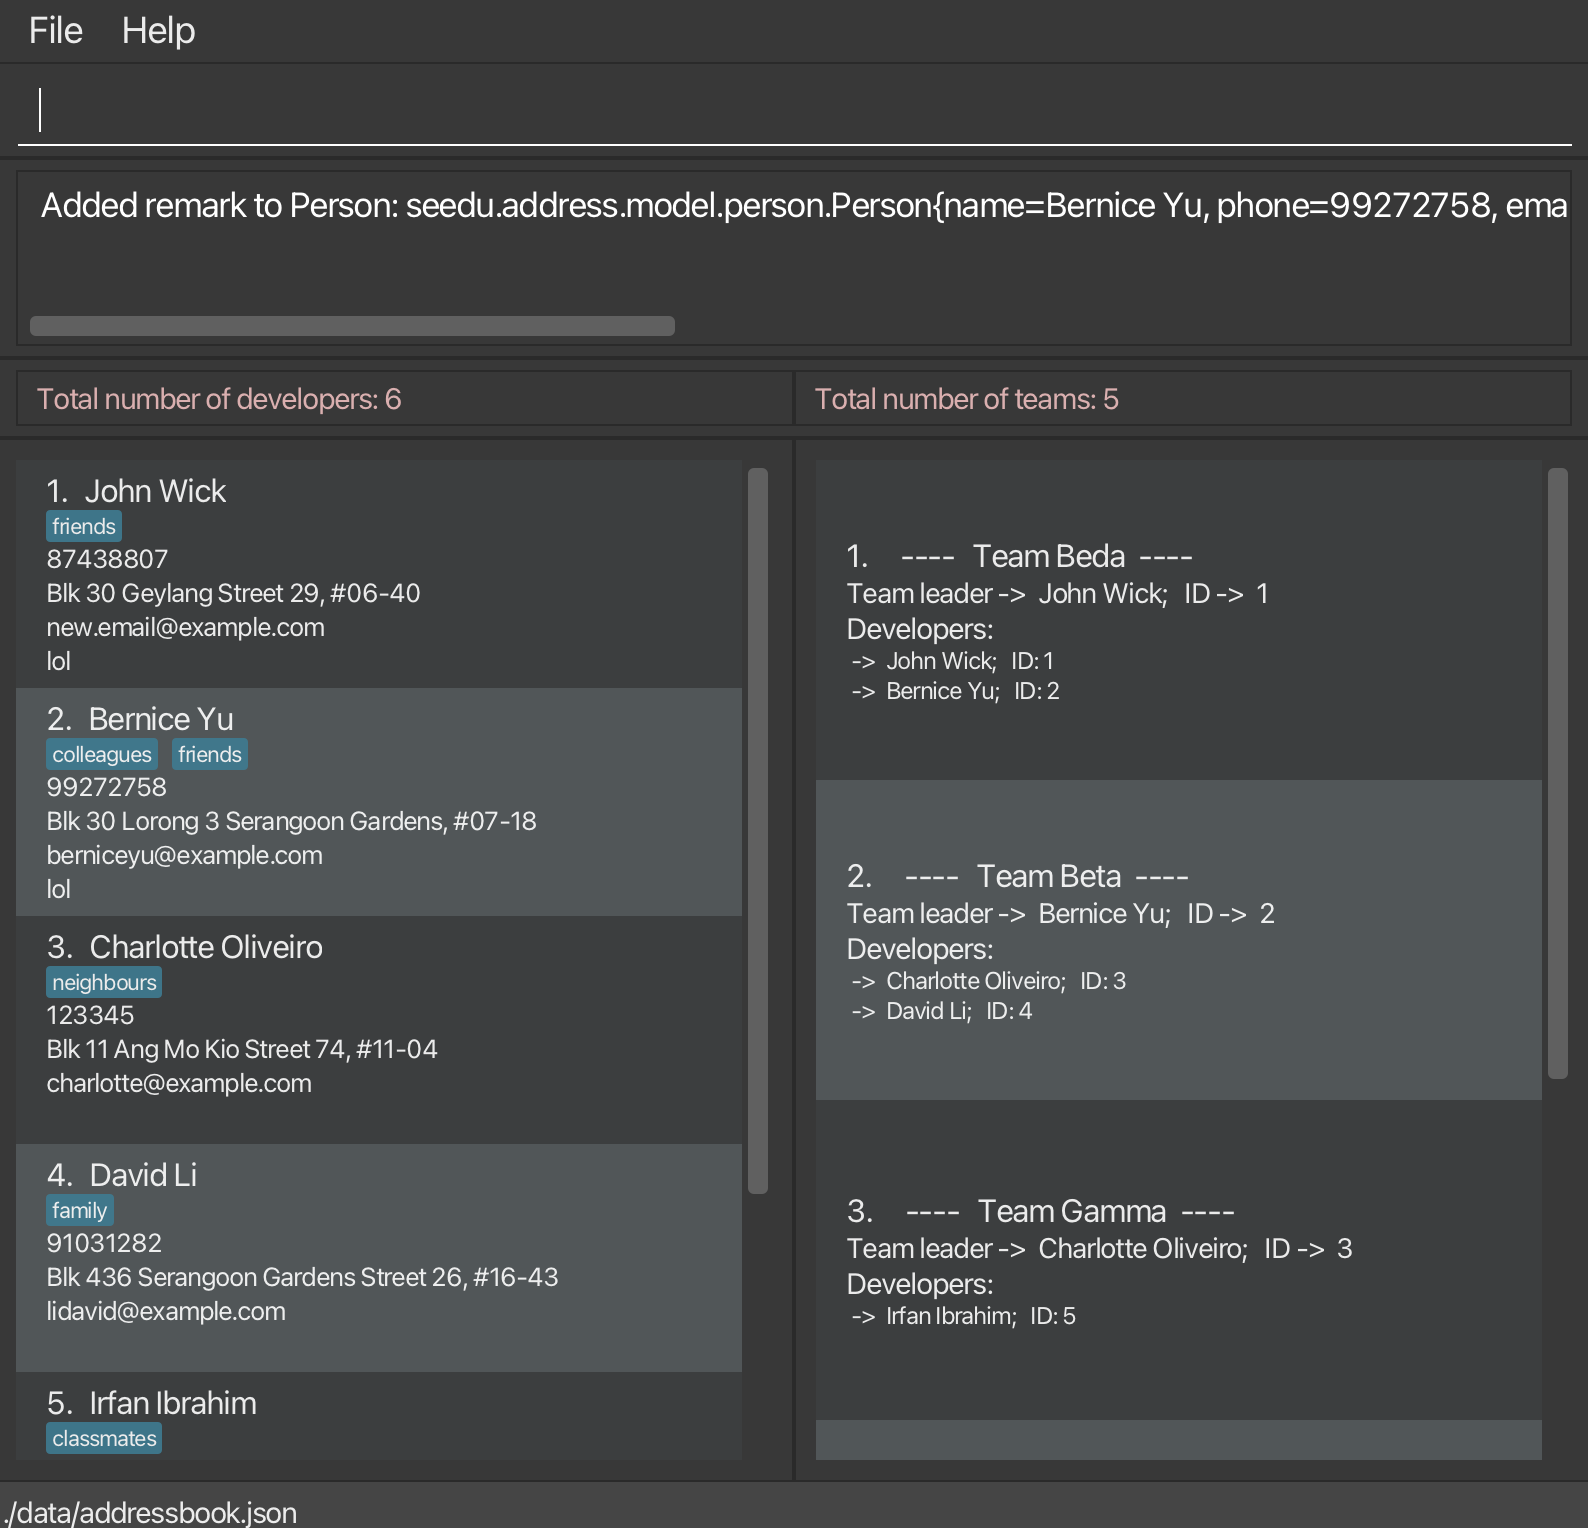 File Help
Added remark to Person: seedu.address.model.person.Person{name=Bernice Yu, phone=99272758, ema
Total number of developers: 6
Total number of teams: 5
1. John Wick
friends
87438807
Blk 30 Geylang Street 29, #06-40
new.email@example.com
lol
2. Bernice Yu
colleagues friends
99272758
Blk 30 Lorong 3 Serangoon Gardens, #07-18
berniceyu@example.com
lol
3. Charlotte Oliveiro
neighbours
123345
Blk 11 Ang Mo Kio Street 74, #11-04
charlotte@example.com
4. David Li
family
91031282
Blk 436 Serangoon Gardens Street 26, #16-43
lidavid@example.com
5. Irfan Ibrahim
classmates
1. ---- Team Beda ----
Team leader -> John Wick; ID -> 1
Developers:
-> John Wick; ID: 1
-> Bernice Yu; ID: 2
2. ---- Team Beta ----
Team leader -> Bernice Yu; ID -> 2
Developers:
-> Charlotte Oliveiro; ID: 3
-> David Li; ID: 4
3. ---- Team Gamma ----
Team leader -> Charlotte Oliveiro; ID -> 3
Developers:
-> Irfan Ibrahim; ID: 5
./data/addressbook.json